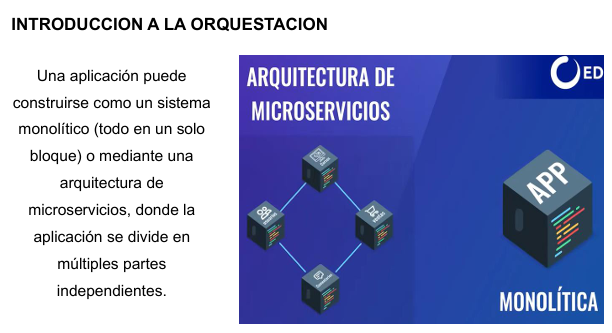 INTRODUCCION A LA ORQUESTACION
Una aplicación puede
construirse como un sistema
monolítico (todo en un solo
bloque) o mediante una
arquitectura de
microservicios, donde la
aplicación se divide en
múltiples partes
independientes.
ARQUITECTURA DE
MICROSERVICIOS
ED
APP
MONOLÍTICA